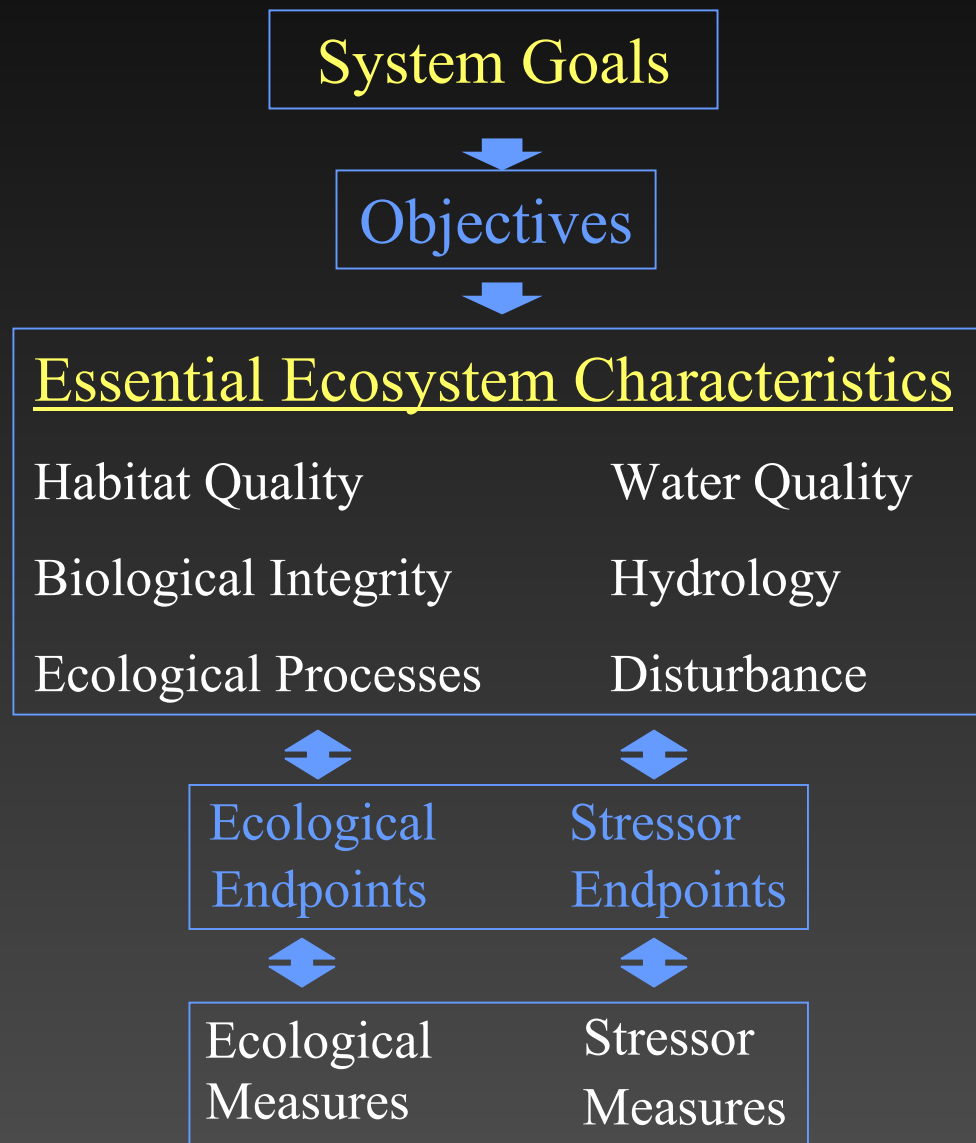 System Goals
Objectives
Essential Ecosystem Characteristics
Habitat Quality
Water Quality
Biological Integrity
Hydrology
Ecological Processes
Disturbance
Ecological
Endpoints
Stressor
Endpoints
Ecological
Measures
Stressor
Measures